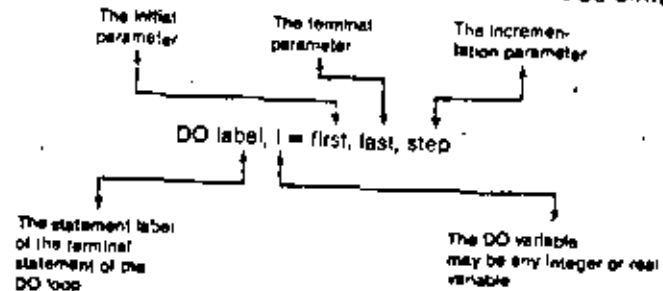 The initial
parameter
The terminal
parameter
The incremen-
tation parameter
DO label, I = first, last, step
The statement label
of the terminal
statement of the
DO loop
The DO variable
may be any integer or real
variable